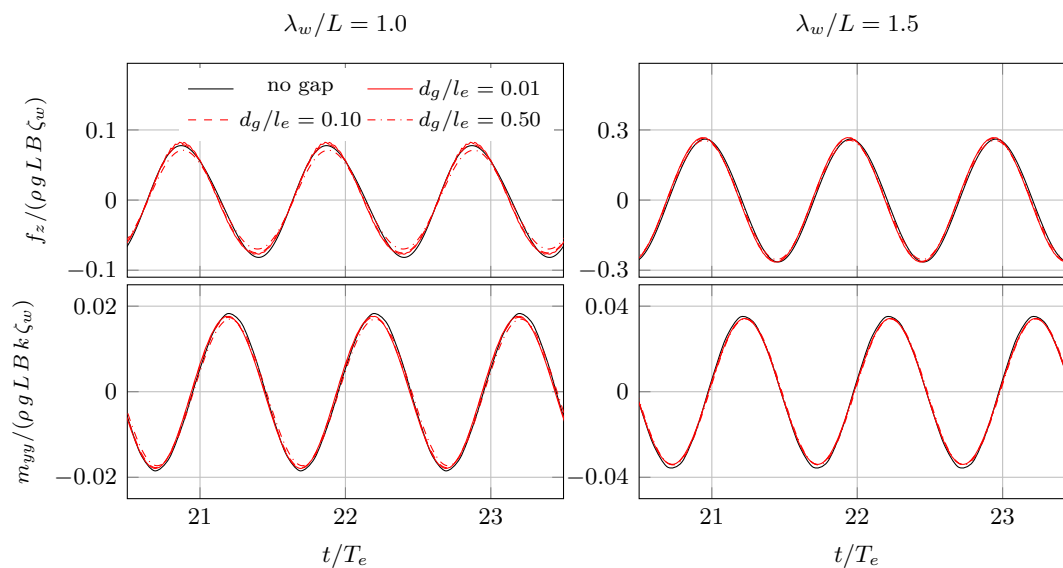 λ_w/L = 1.0
λ_w/L = 1.5
no gap
d_g/l_e = 0.01
d_g/l_e = 0.10
d_g/l_e = 0.50
f_z/(ρ g L B ζ_w)
0.1
0
−0.1
0.3
0
−0.3
m_yy/(ρ g L B k ζ_w)
0.02
0
−0.02
0.04
0
−0.04
21
22
23
21
22
23
t/T_e
t/T_e